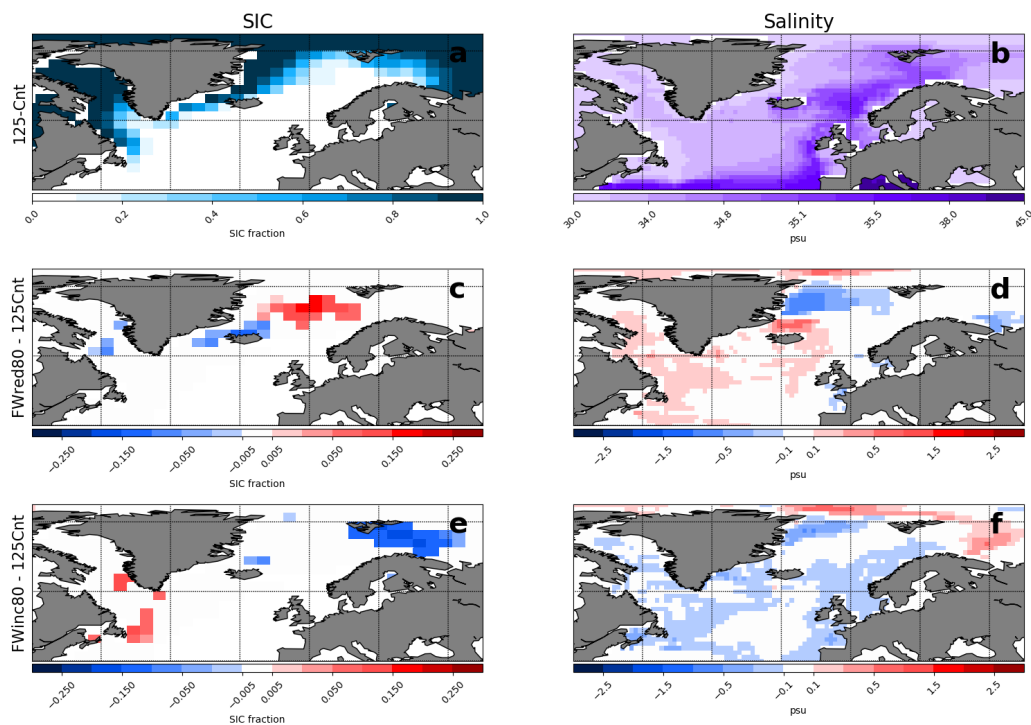 SIC
Salinity
125-Cnt
a
b
0.0 0.2 0.4 0.6 0.8 1.0
SIC fraction
30.0 34.0 34.8 35.1 35.5 38.0 45.0
psu
FWred80 - 125Cnt
c
d
−0.250 −0.150 −0.050 −0.005 0.005 0.050 0.150 0.250
SIC fraction
−2.5 −1.5 −0.5 −0.1 0.1 0.5 1.5 2.5
psu
FWinc80 - 125Cnt
e
f
−0.250 −0.150 −0.050 −0.005 0.005 0.050 0.150 0.250
SIC fraction
−2.5 −1.5 −0.5 −0.1 0.1 0.5 1.5 2.5
psu